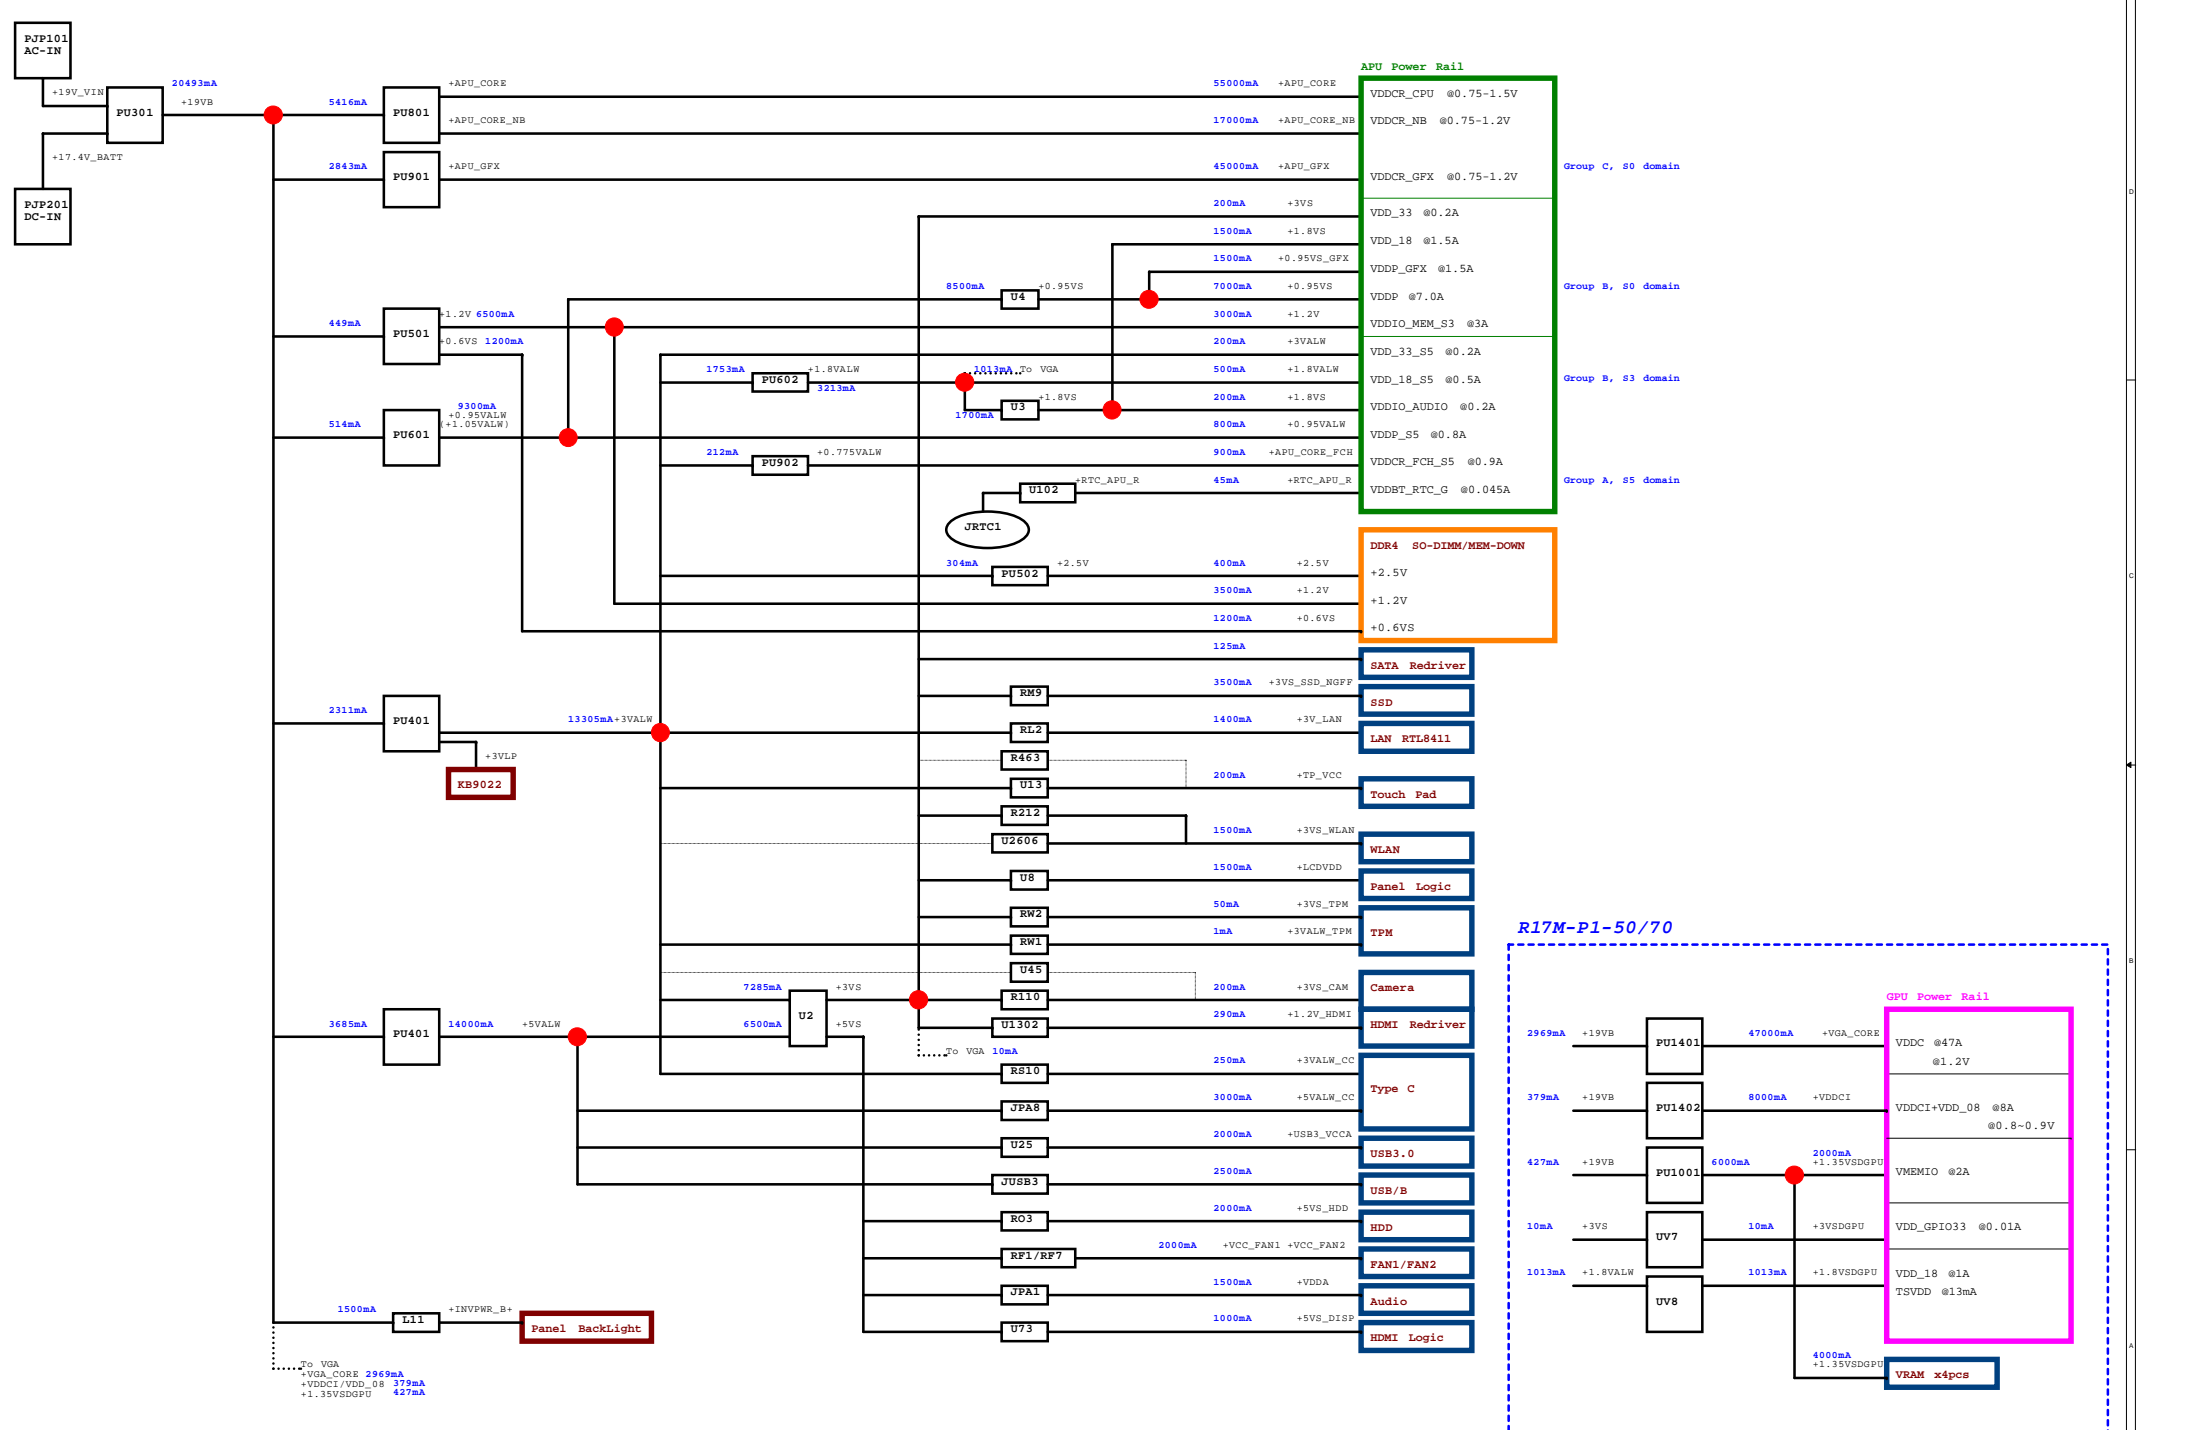 PJP101
AC-IN
+19V_VIN
PU301
20493mA
+19VB
+17.4V_BATT
PJP201
DC-IN
5416mA
PU801
+APU_CORE
+APU_CORE_NB
2843mA
PU901
+APU_GFX
449mA
PU501
+1.2V 6500mA
+0.6VS 1200mA
514mA
PU601
9300mA
+0.95VALW
(+1.05VALW)
2311mA
PU401
13305mA+3VALW
+3VLP
KB9022
3685mA
PU401
14000mA +5VALW
1500mA
L11
+INVPWR_B+
Panel BackLight
To VGA
+VGA_CORE 2969mA
+VDDCI/VDD_08 379mA
+1.35VSDGPU 427mA
8500mA
U4
+0.95VS
1753mA
PU602
+1.8VALW
3213mA
1013mA To VGA
1700mA
U3
+1.8VS
212mA
PU902
+0.775VALW
U102
+RTC_APU_R
JRTC1
304mA
PU502
+2.5V
RM9
RL2
R463
U13
R212
U2606
U8
RW2
RW1
U45
7285mA
6500mA
U2
+3VS
+5VS
R110
U1302
To VGA 10mA
RS10
JPA8
U25
JUSB3
RO3
RF1/RF7
JPA1
U73
APU Power Rail
55000mA +APU_CORE
VDDCR_CPU @0.75-1.5V
17000mA +APU_CORE_NB
VDDCR_NB @0.75-1.2V
45000mA +APU_GFX
VDDCR_GFX @0.75-1.2V
Group C, S0 domain
200mA +3VS
VDD_33 @0.2A
1500mA +1.8VS
VDD_18 @1.5A
1500mA +0.95VS_GFX
VDDP_GFX @1.5A
7000mA +0.95VS
VDDP @7.0A
Group B, S0 domain
3000mA +1.2V
VDDIO_MEM_S3 @3A
200mA +3VALW
VDD_33_S5 @0.2A
500mA +1.8VALW
VDD_18_S5 @0.5A
Group B, S3 domain
200mA +1.8VS
VDDIO_AUDIO @0.2A
800mA +0.95VALW
VDDP_S5 @0.8A
900mA +APU_CORE_FCH
VDDCR_FCH_S5 @0.9A
45mA +RTC_APU_R
VDDBT_RTC_G @0.045A
Group A, S5 domain
DDR4 SO-DIMM/MEM-DOWN
400mA +2.5V
+2.5V
3500mA +1.2V
+1.2V
1200mA +0.6VS
+0.6VS
125mA
SATA Redriver
3500mA +3VS_SSD_NGFF
SSD
1400mA +3V_LAN
LAN RTL8411
200mA +TP_VCC
Touch Pad
1500mA +3VS_WLAN
WLAN
1500mA +LCDVDD
Panel Logic
50mA +3VS_TPM
1mA +3VALW_TPM
TPM
200mA +3VS_CAM
Camera
290mA +1.2V_HDMI
HDMI Redriver
250mA +3VALW_CC
3000mA +5VALW_CC
Type C
2000mA +USB3_VCCA
USB3.0
2500mA
USB/B
2000mA +5VS_HDD
HDD
2000mA +VCC_FAN1 +VCC_FAN2
FAN1/FAN2
1500mA +VDDA
Audio
1000mA +5VS_DISP
HDMI Logic
R17M-P1-50/70
GPU Power Rail
2969mA +19VB
PU1401
47000mA +VGA_CORE
VDDC @47A
@1.2V
379mA +19VB
PU1402
8000mA +VDDCI
VDDCI+VDD_08 @8A
@0.8~0.9V
427mA +19VB
PU1001
6000mA
2000mA
+1.35VSDGPU
VMEMIO @2A
10mA +3VS
UV7
10mA +3VSDGPU
VDD_GPIO33 @0.01A
1013mA +1.8VALW
UV8
1013mA +1.8VSDGPU
VDD_18 @1A
TSVDD @13mA
4000mA
+1.35VSDGPU
VRAM x4pcs
D
C
B
A